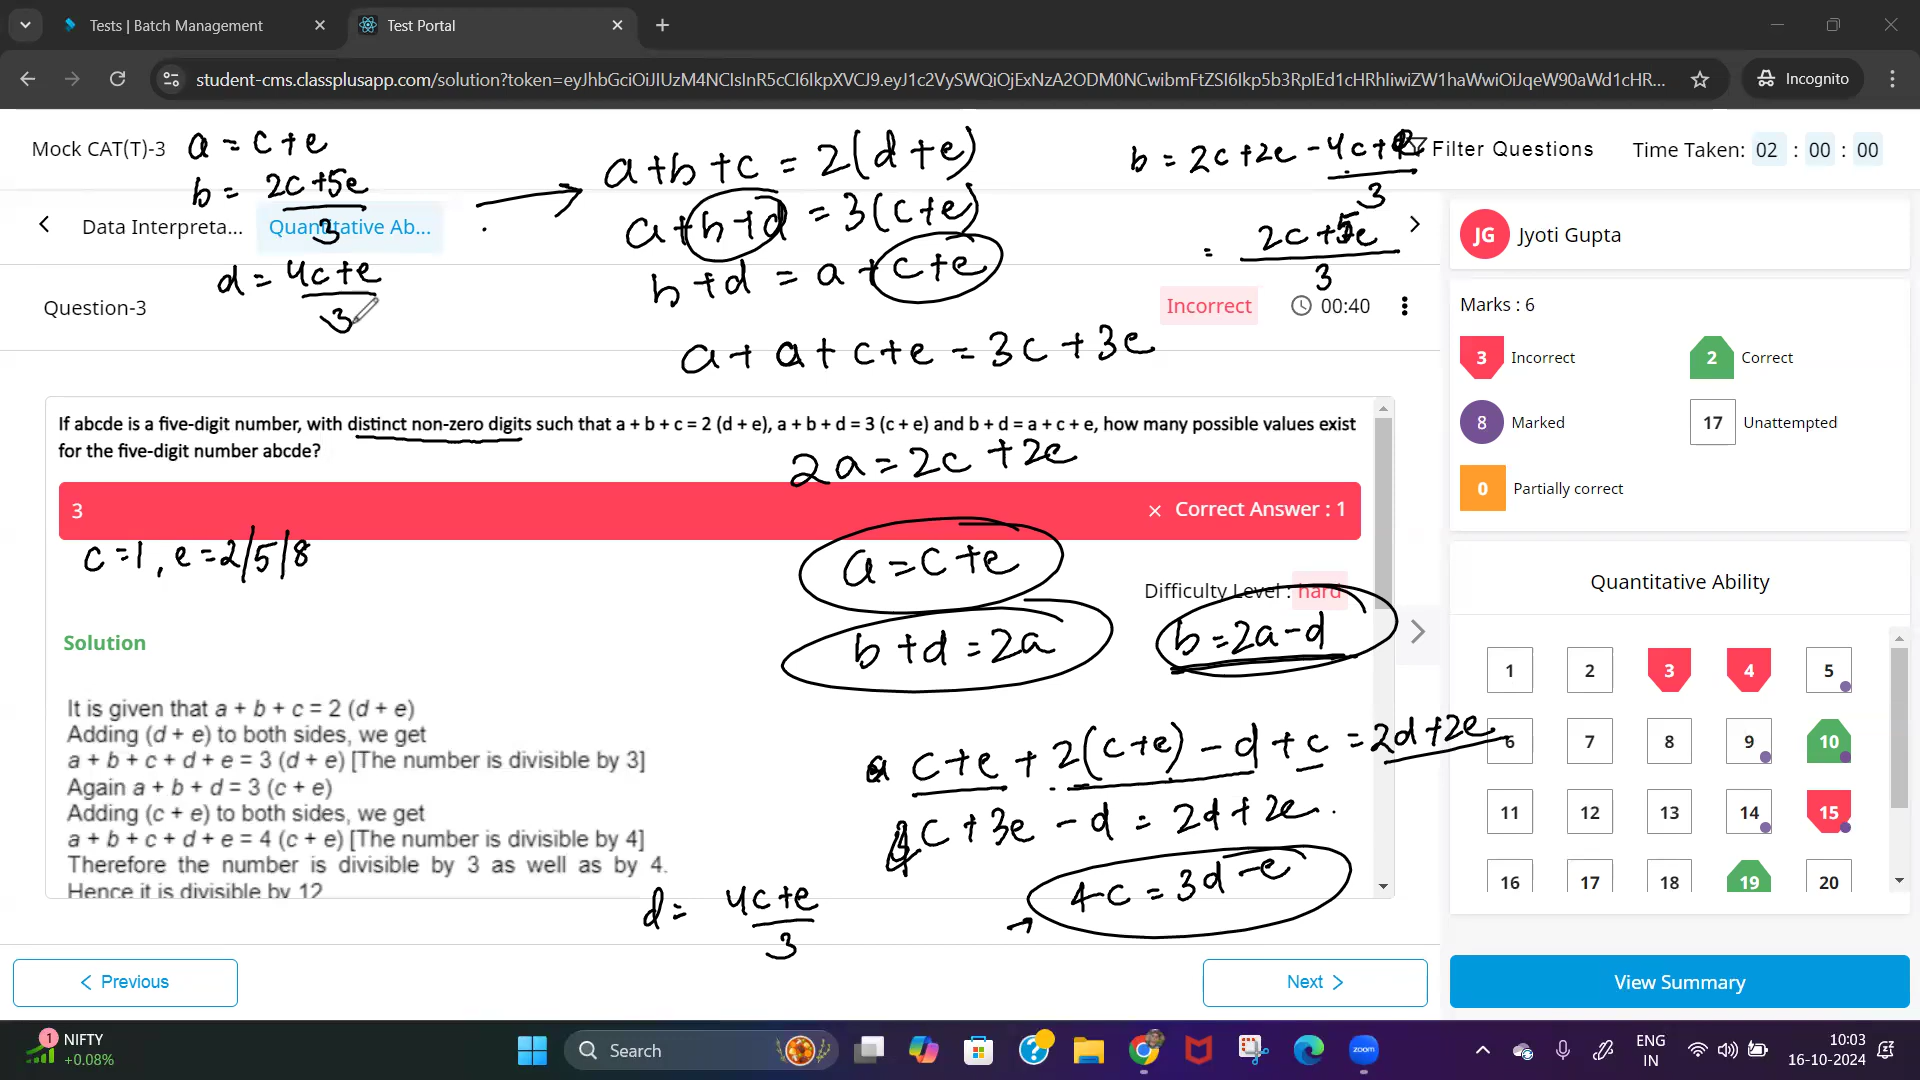 Tests | Batch Management
Test Portal
student-cms.classplusapp.com/solution?token=eyJhbGciOiJIUzM4NCIsInR5cCI6IkpXVCJ9.eyJ1c2VySWQiOjExNzA2ODM0NCwibmFtZSI6Ikp5b3RpIEd1cHRhIiwiZW1haWwiOiJqeW90aWd1cHR...
Incognito
Mock CAT(T)-3
a = c+e
b = 2c+5e
3
d = 4c+e
3
a+b+c = 2(d+e)
a+b+d = 3(c+e)
b+d = a+c+e
a+a+c+e = 3c+3e
b = 2c+2e -
3
= 2c+5e
3
Filter Questions
Time Taken: 02 : 00 : 00
Data Interpreta...
Quantitative Ab...
Question-3
Incorrect
00:40
If abcde is a five-digit number, with distinct non-zero digits such that a + b + c = 2 (d + e), a + b + d = 3 (c + e) and b + d = a + c + e, how many possible values exist
for the five-digit number abcde?
2a = 2c + 2e
3
× Correct Answer : 1
c=1, e=2/5/8
a = c+e
Difficulty Level : hard
b+d = 2a
b = 2a-d
Solution
It is given that a + b + c = 2 (d + e)
Adding (d + e) to both sides, we get
a + b + c + d + e = 3 (d + e) [The number is divisible by 3]
Again a + b + d = 3 (c + e)
Adding (c + e) to both sides, we get
a + b + c + d + e = 4 (c + e) [The number is divisible by 4]
Therefore the number is divisible by 3 as well as by 4.
Hence it is divisible by 12
c+e + 2(c+e) - d + c = 2d+2e
4c + 3e - d = 2d+2e
4c = 3d-e
d = 4c+e
3
Previous
Next
JG
Jyoti Gupta
Marks : 6
3 Incorrect
2 Correct
8 Marked
17 Unattempted
0 Partially correct
Quantitative Ability
1 2 3 4 5
6 7 8 9 10
11 12 13 14 15
16 17 18 19 20
View Summary
1
NIFTY
+0.08%
Search
zoom
ENG
IN
10:03
16-10-2024